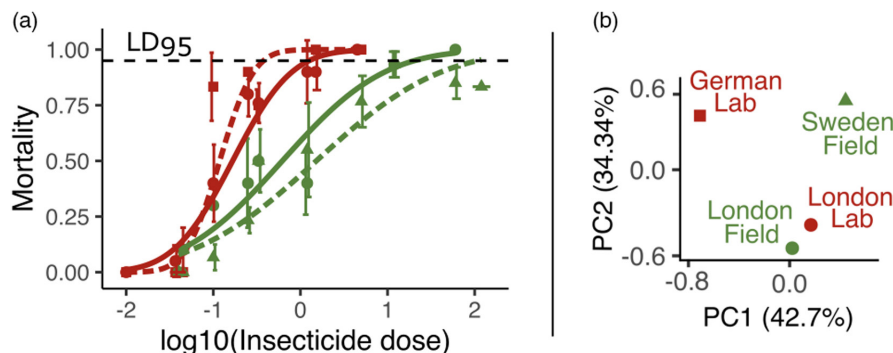 (a)
LD95
Mortality
1.00
0.75
0.50
0.25
0.00
-2
-1
0
1
2
log10(Insecticide dose)
(b)
PC2 (34.34%)
0.6
0.0
-0.6
German
Lab
Sweden
Field
London
Field
London
Lab
-0.8
0.0
PC1 (42.7%)